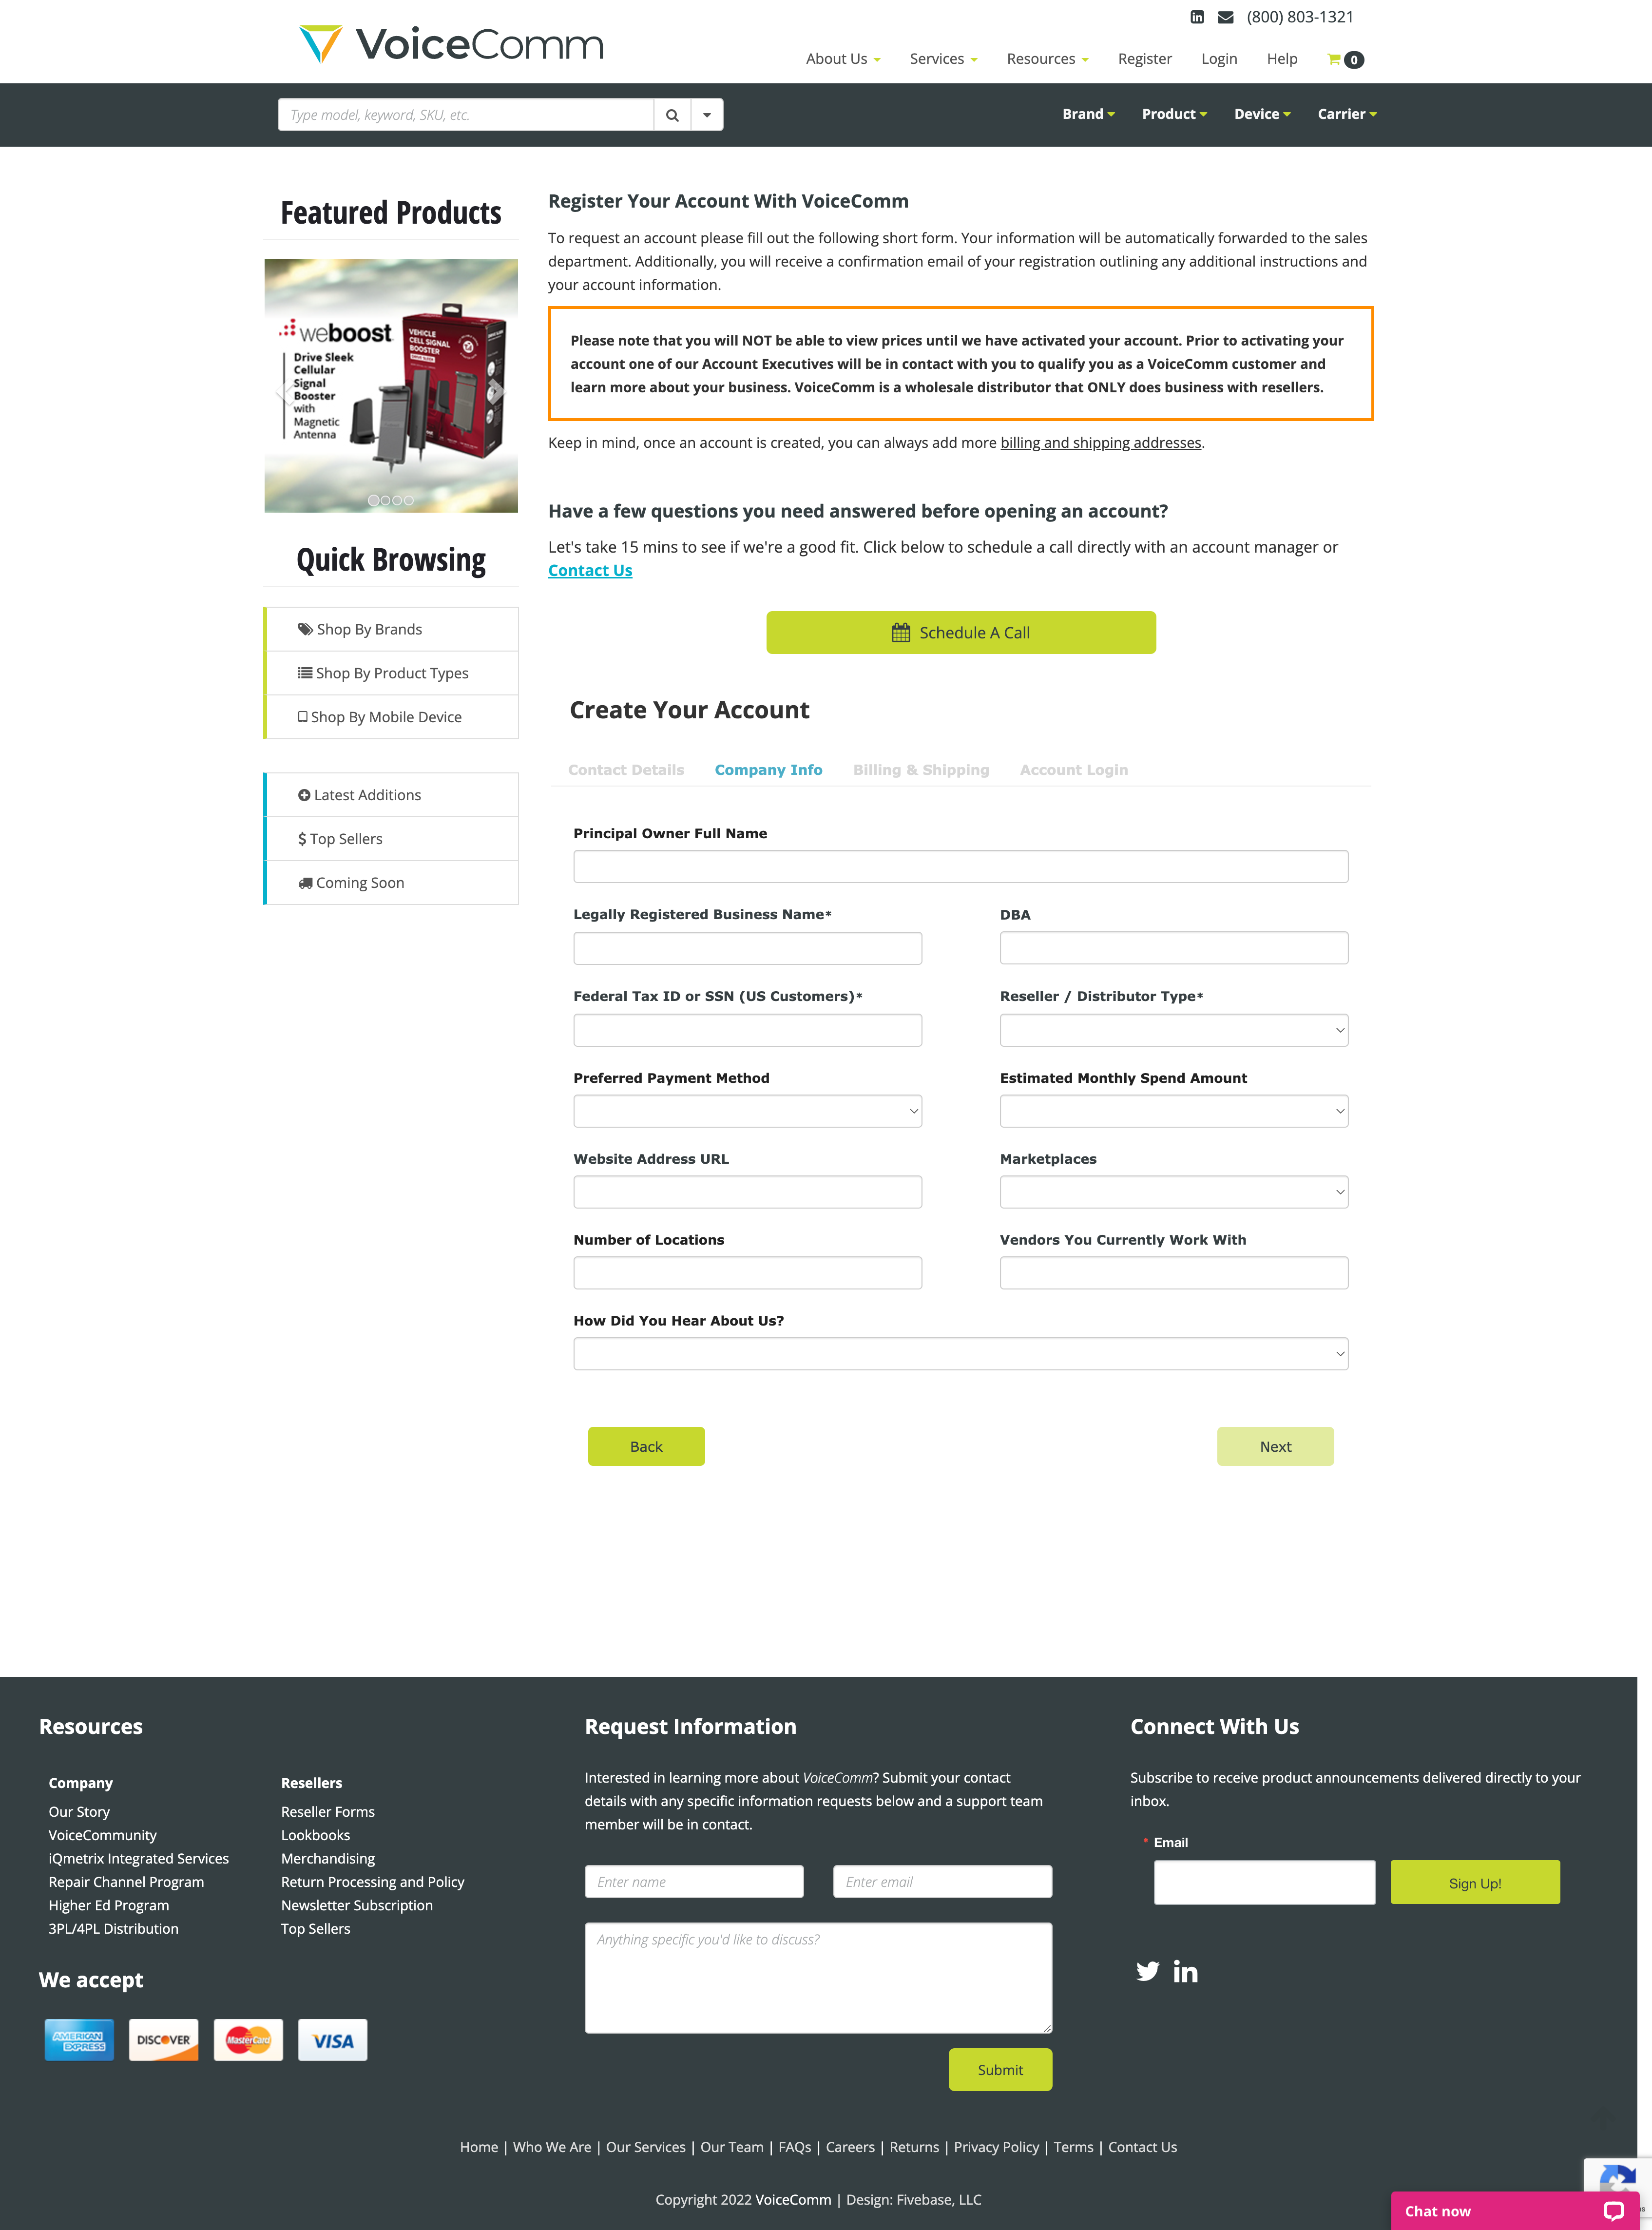 (800) 803-1321
VoiceComm
About Us
Services
Resources
Register
Login
Help
0
Type model, keyword, SKU, etc.
Brand
Product
Device
Carrier
Featured Products
weboost
Drive Sleek
Cellular
Signal
Booster
with
Magnetic
Antenna
VEHICLE
CELL SIGNAL
BOOSTER
Quick Browsing
Shop By Brands
Shop By Product Types
Shop By Mobile Device
Latest Additions
Top Sellers
Coming Soon
Register Your Account With VoiceComm
To request an account please fill out the following short form. Your information will be automatically forwarded to the sales
department. Additionally, you will receive a confirmation email of your registration outlining any additional instructions and
your account information.
Please note that you will NOT be able to view prices until we have activated your account. Prior to activating your
account one of our Account Executives will be in contact with you to qualify you as a VoiceComm customer and
learn more about your business. VoiceComm is a wholesale distributor that ONLY does business with resellers.
Keep in mind, once an account is created, you can always add more billing and shipping addresses.
Have a few questions you need answered before opening an account?
Let's take 15 mins to see if we're a good fit. Click below to schedule a call directly with an account manager or
Contact Us
Schedule A Call
Create Your Account
Contact Details
Company Info
Billing & Shipping
Account Login
Principal Owner Full Name
Legally Registered Business Name*
DBA
Federal Tax ID or SSN (US Customers)*
Reseller / Distributor Type*
Preferred Payment Method
Estimated Monthly Spend Amount
Website Address URL
Marketplaces
Number of Locations
Vendors You Currently Work With
How Did You Hear About Us?
Back
Next
Resources
Company
Our Story
VoiceCommunity
iQmetrix Integrated Services
Repair Channel Program
Higher Ed Program
3PL/4PL Distribution
Resellers
Reseller Forms
Lookbooks
Merchandising
Return Processing and Policy
Newsletter Subscription
Top Sellers
We accept
AMERICAN
EXPRESS
DISCOVER
MasterCard
VISA
Request Information
Interested in learning more about VoiceComm? Submit your contact
details with any specific information requests below and a support team
member will be in contact.
Enter name
Enter email
Anything specific you'd like to discuss?
Submit
Connect With Us
Subscribe to receive product announcements delivered directly to your
inbox.
* Email
Sign Up!
Home | Who We Are | Our Services | Our Team | FAQs | Careers | Returns | Privacy Policy | Terms | Contact Us
Copyright 2022 VoiceComm | Design: Fivebase, LLC
Chat now